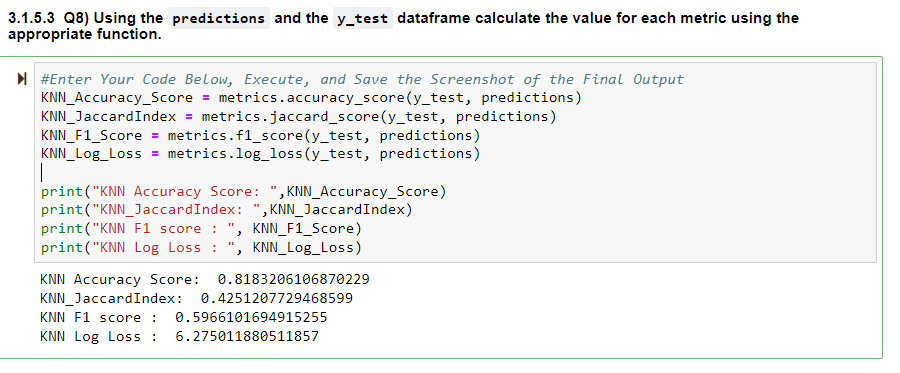 3.1.5.3 Q8) Using the predictions and the y_test dataframe calculate the value for each metric using the
appropriate function.
#Enter Your Code Below, Execute, and Save the Screenshot of the Final Output
KNN_Accuracy_Score = metrics.accuracy_score(y_test, predictions)
KNN_JaccardIndex = metrics.jaccard_score(y_test, predictions)
KNN_F1_Score = metrics.f1_score(y_test, predictions)
KNN_Log_Loss = metrics.log_loss(y_test, predictions)
print("KNN Accuracy Score: ",KNN_Accuracy_Score)
print("KNN_JaccardIndex: ",KNN_JaccardIndex)
print("KNN F1 score : ", KNN_F1_Score)
print("KNN Log Loss : ", KNN_Log_Loss)
KNN Accuracy Score:  0.8183206106870229
KNN_JaccardIndex:  0.4251207729468599
KNN F1 score :  0.5966101694915255
KNN Log Loss :  6.275011880511857